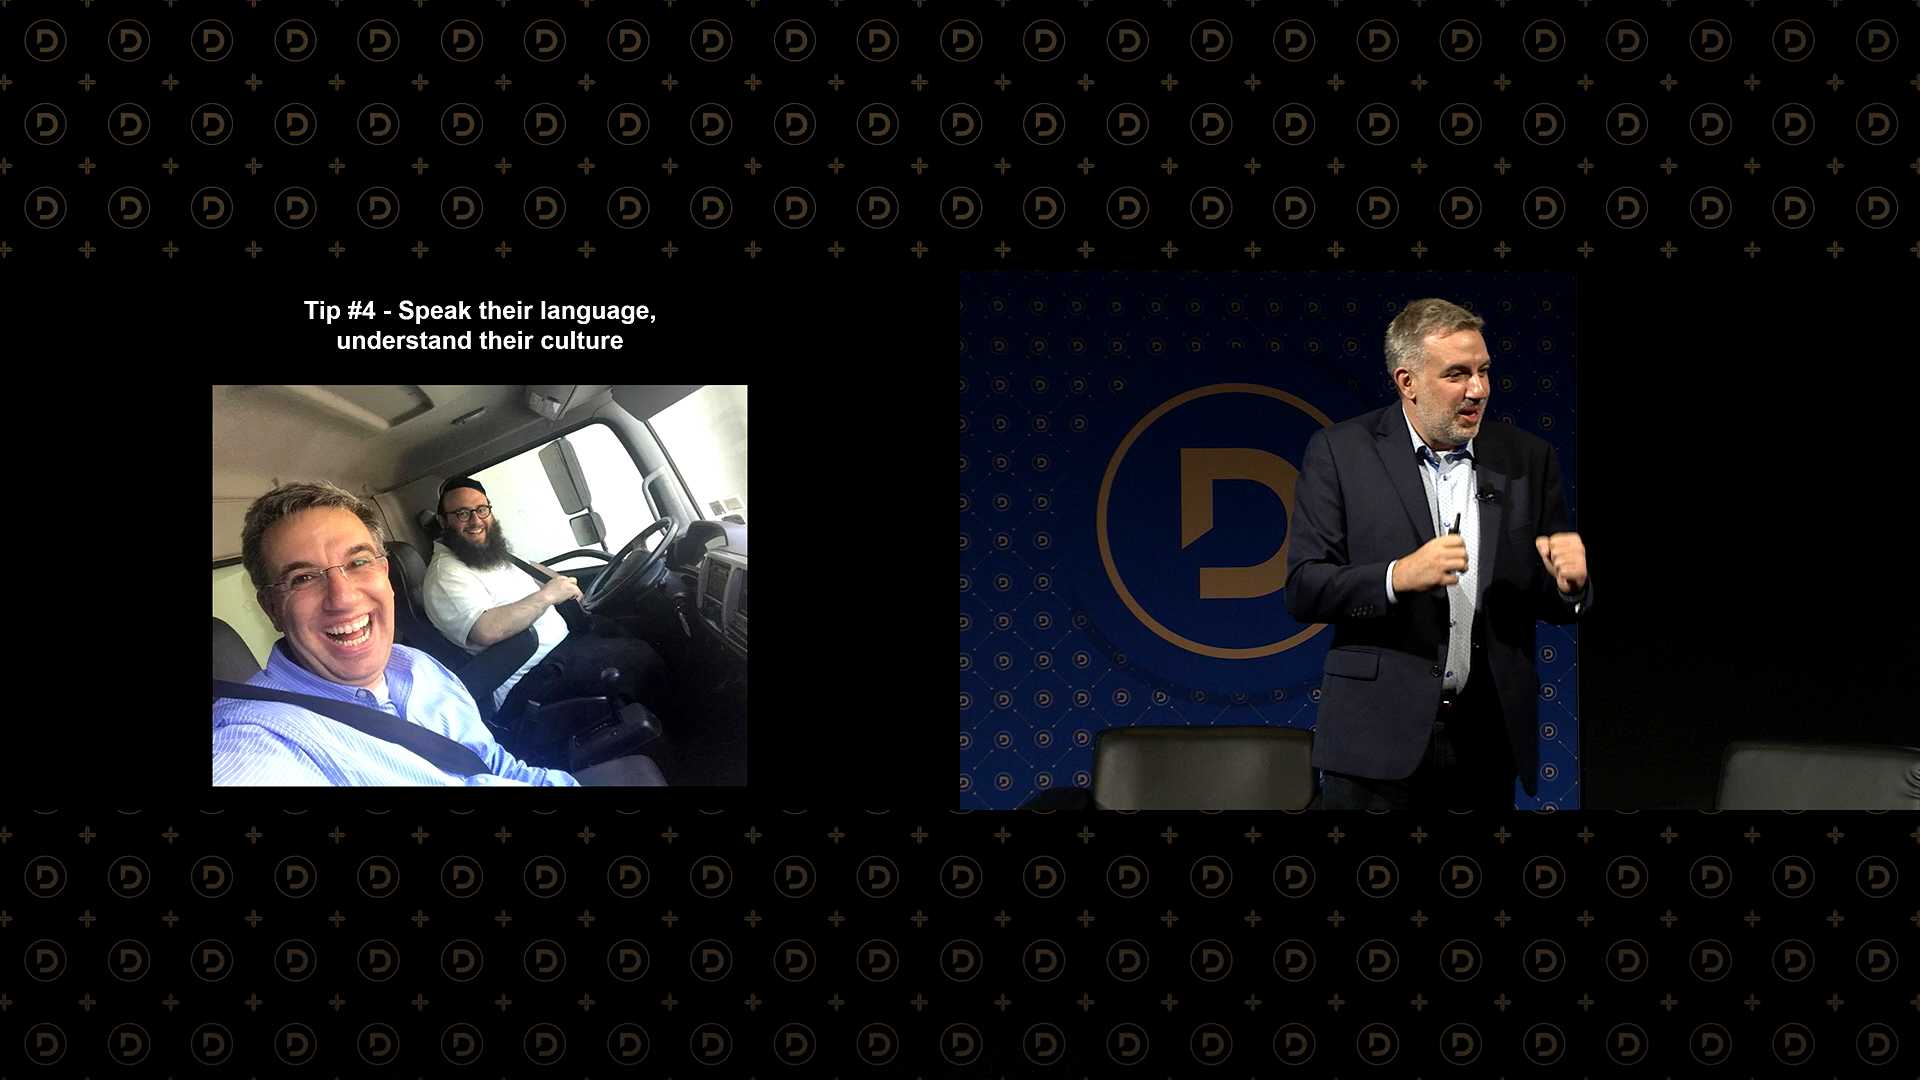 Tip #4 - Speak their language,
understand their culture